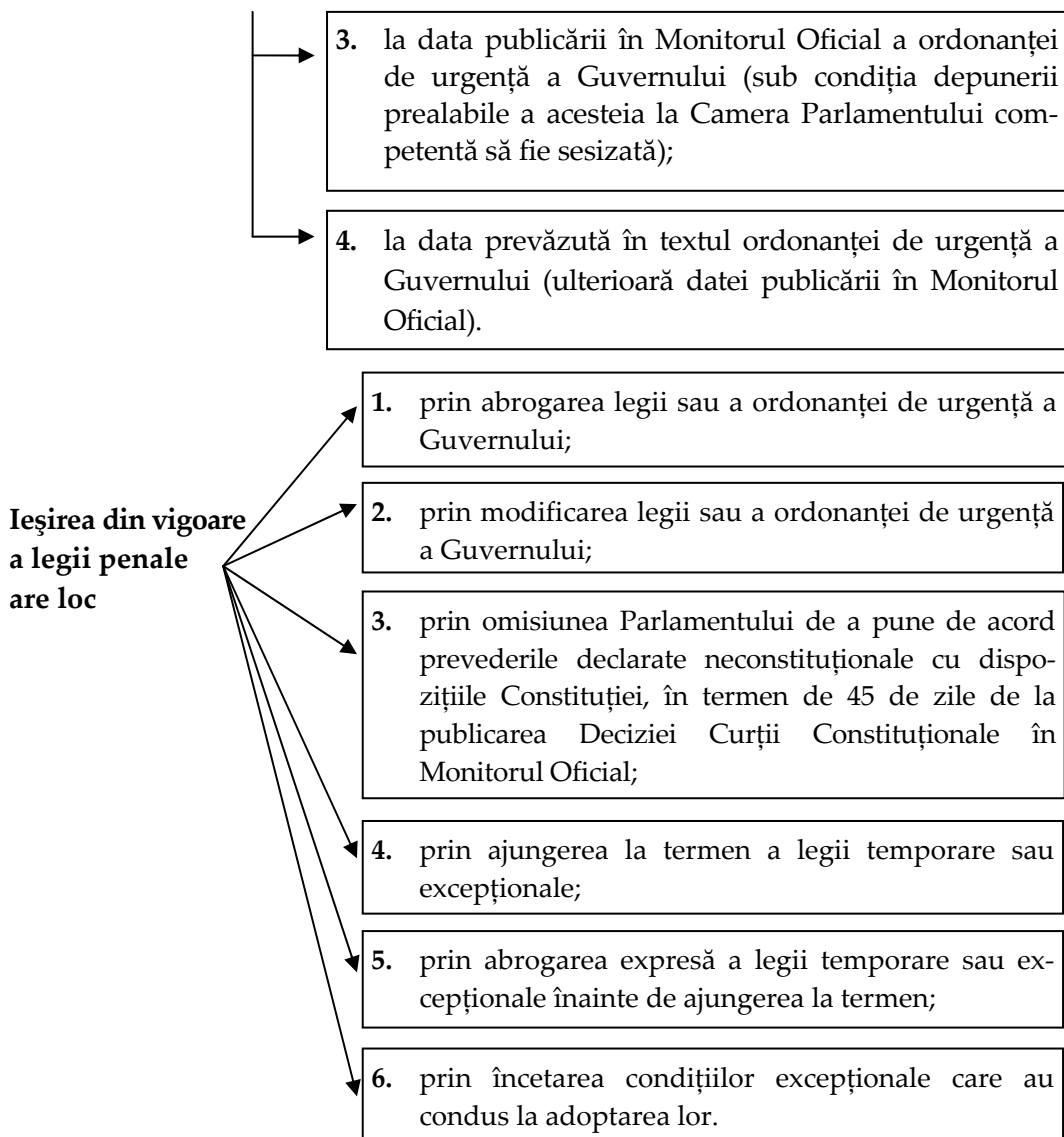 3. la data publicării în Monitorul Oficial a ordonanței
de urgență a Guvernului (sub condiția depunerii
prealabile a acesteia la Camera Parlamentului com-
petentă să fie sesizată);
4. la data prevăzută în textul ordonanței de urgență a
Guvernului (ulterioară datei publicării în Monitorul
Oficial).
Ieşirea din vigoare
a legii penale
are loc
1. prin abrogarea legii sau a ordonanței de urgență a
Guvernului;
2. prin modificarea legii sau a ordonanței de urgență
a Guvernului;
3. prin omisiunea Parlamentului de a pune de acord
prevederile declarate neconstituționale cu dispo-
zițiile Constituției, în termen de 45 de zile de la
publicarea Deciziei Curții Constituționale în
Monitorul Oficial;
4. prin ajungerea la termen a legii temporare sau
excepționale;
5. prin abrogarea expresă a legii temporare sau ex-
cepționale înainte de ajungerea la termen;
6. prin încetarea condițiilor excepționale care au
condus la adoptarea lor.